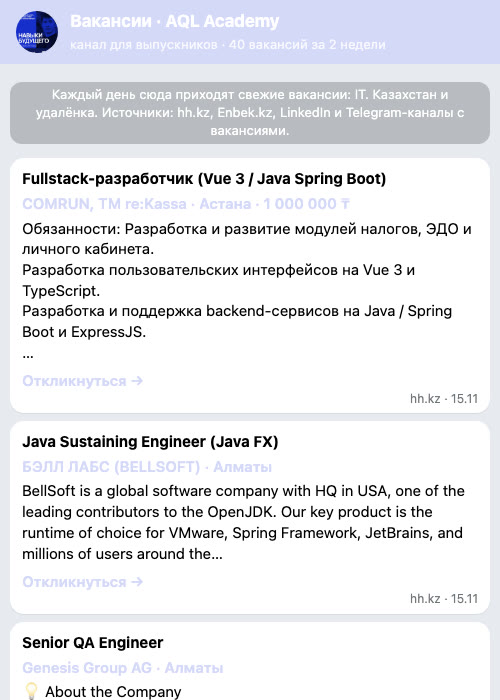 НАВЫКИ
БУДУЩЕГО
Вакансии · AQL Academy
канал для выпускников · 40 вакансий за 2 недели
Каждый день сюда приходят свежие вакансии: IT. Казахстан и
удалёнка. Источники: hh.kz, Enbek.kz, LinkedIn и Telegram-каналы с
вакансиями.
Fullstack-разработчик (Vue 3 / Java Spring Boot)
COMRUN, ТМ re:Kassa · Астана · 1 000 000 ₸
Обязанности: Разработка и развитие модулей налогов, ЭДО и
личного кабинета.
Разработка пользовательских интерфейсов на Vue 3 и
TypeScript.
Разработка и поддержка backend-сервисов на Java / Spring
Boot и ExpressJS.
...
Откликнуться →
hh.kz · 15.11
Java Sustaining Engineer (Java FX)
БЭЛЛ ЛАБС (BELLSOFT) · Алматы
BellSoft is a global software company with HQ in USA, one of the
leading contributors to the OpenJDK. Our key product is the
runtime of choice for VMware, Spring Framework, JetBrains, and
millions of users around the...
Откликнуться →
hh.kz · 15.11
Senior QA Engineer
Genesis Group AG · Алматы
💡 About the Company